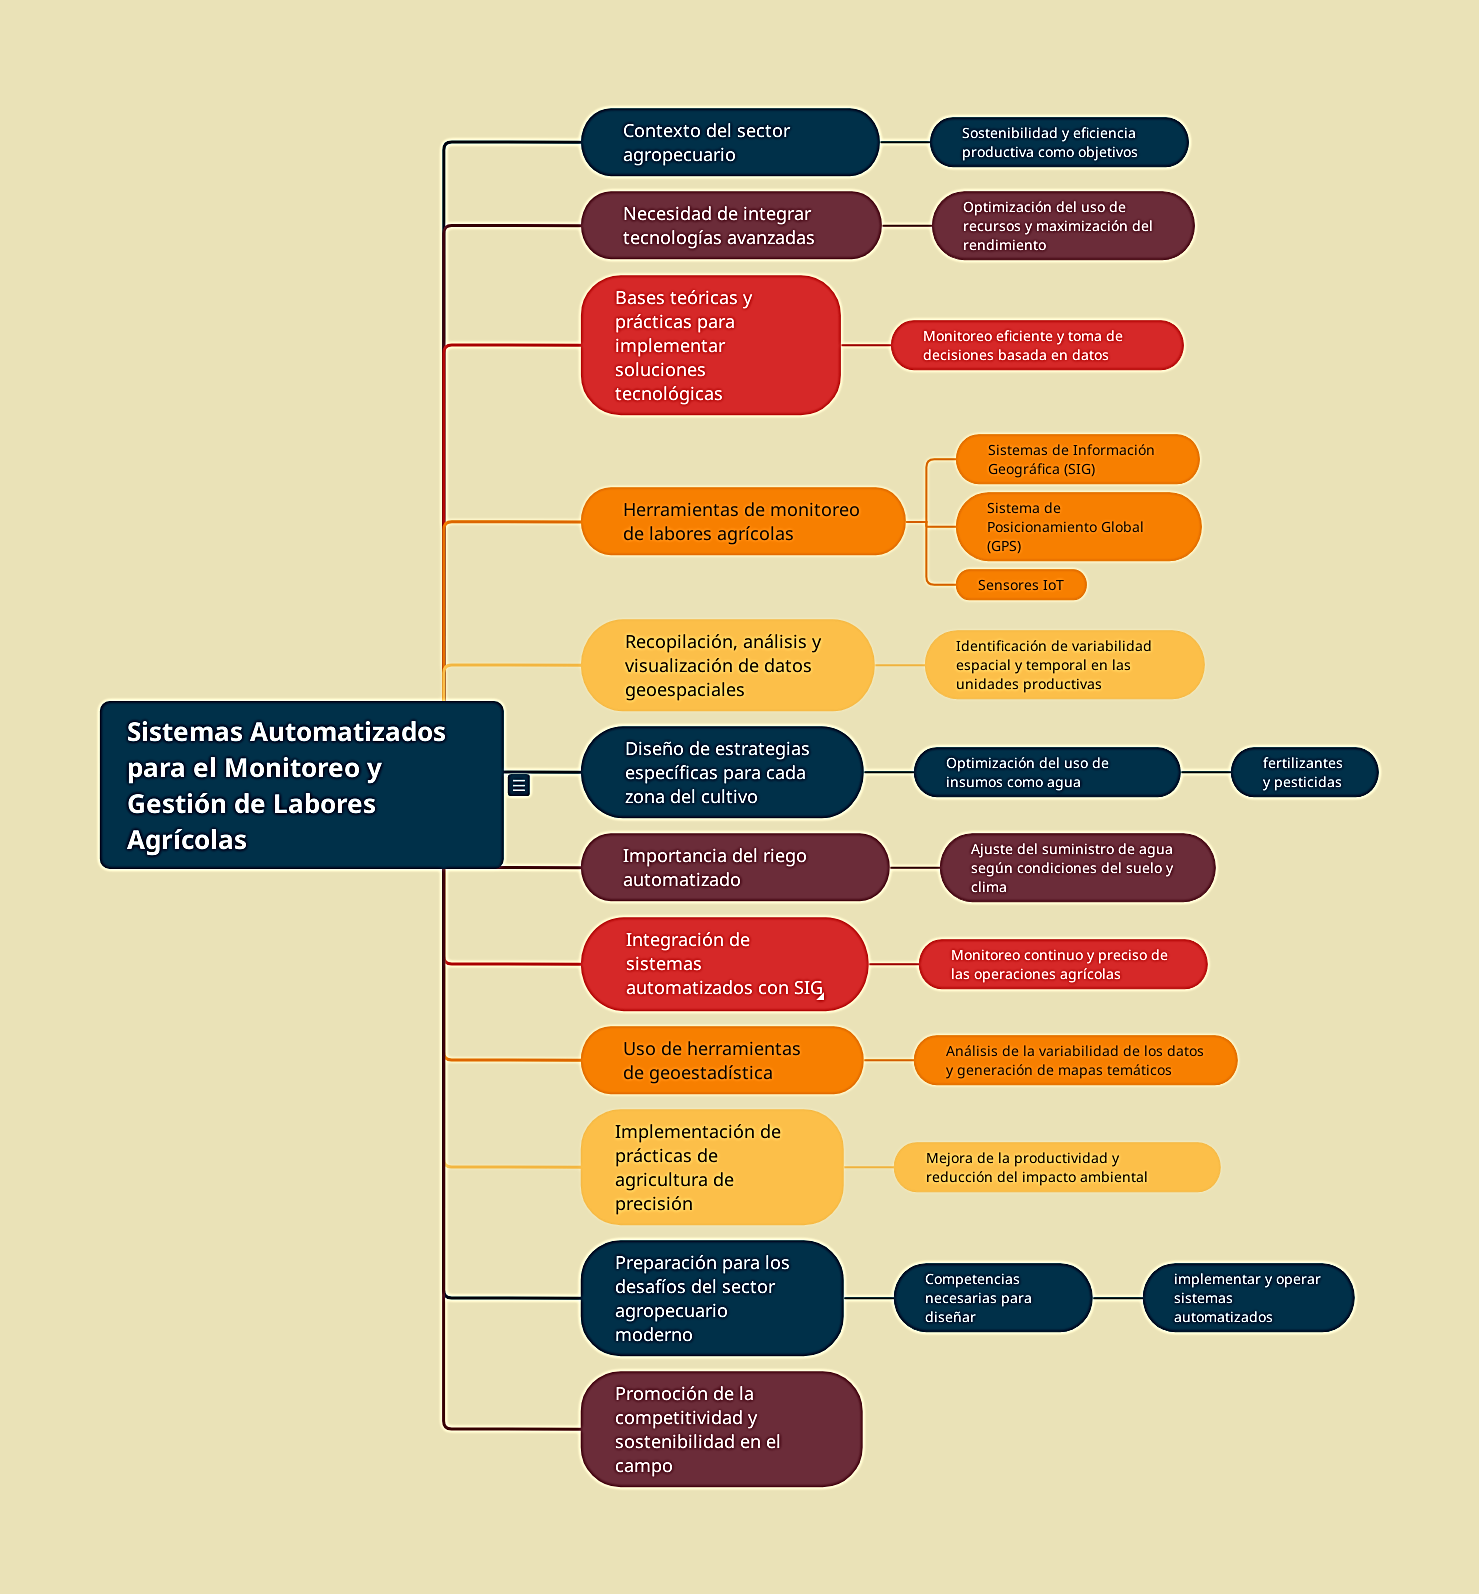 Contexto del sector
agropecuario
Sostenibilidad y eficiencia
productiva como objetivos
Necesidad de integrar
tecnologías avanzadas
Optimización del uso de
recursos y maximización del
rendimiento
Bases teóricas y
prácticas para
implementar
soluciones
tecnológicas
Monitoreo eficiente y toma de
decisiones basada en datos
Herramientas de monitoreo
de labores agrícolas
Sistemas de Información
Geográfica (SIG)
Sistema de
Posicionamiento Global
(GPS)
Sensores IoT
Recopilación, análisis y
visualización de datos
geoespaciales
Identificación de variabilidad
espacial y temporal en las
unidades productivas
Sistemas Automatizados
para el Monitoreo y
Gestión de Labores
Agrícolas
Diseño de estrategias
específicas para cada
zona del cultivo
Optimización del uso de
insumos como agua
fertilizantes
y pesticidas
Importancia del riego
automatizado
Ajuste del suministro de agua
según condiciones del suelo y
clima
Integración de
sistemas
automatizados con SIG
Monitoreo continuo y preciso de
las operaciones agrícolas
Uso de herramientas
de geoestadística
Análisis de la variabilidad de los datos
y generación de mapas temáticos
Implementación de
prácticas de
agricultura de
precisión
Mejora de la productividad y
reducción del impacto ambiental
Preparación para los
desafíos del sector
agropecuario
moderno
Competencias
necesarias para
diseñar
implementar y operar
sistemas
automatizados
Promoción de la
competitividad y
sostenibilidad en el
campo